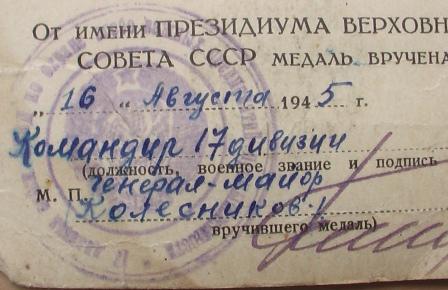 От имени ПРЕЗИДИУМА ВЕРХОВН
СОВЕТА СССР МЕДАЛЬ ВРУЧЕНА
„16 „ Августа 1945 г.
Командир 17 дивизии
(должность, военное звание и подпись
Генерал-майор
М. П.
(Колесников)
вручившего медаль)